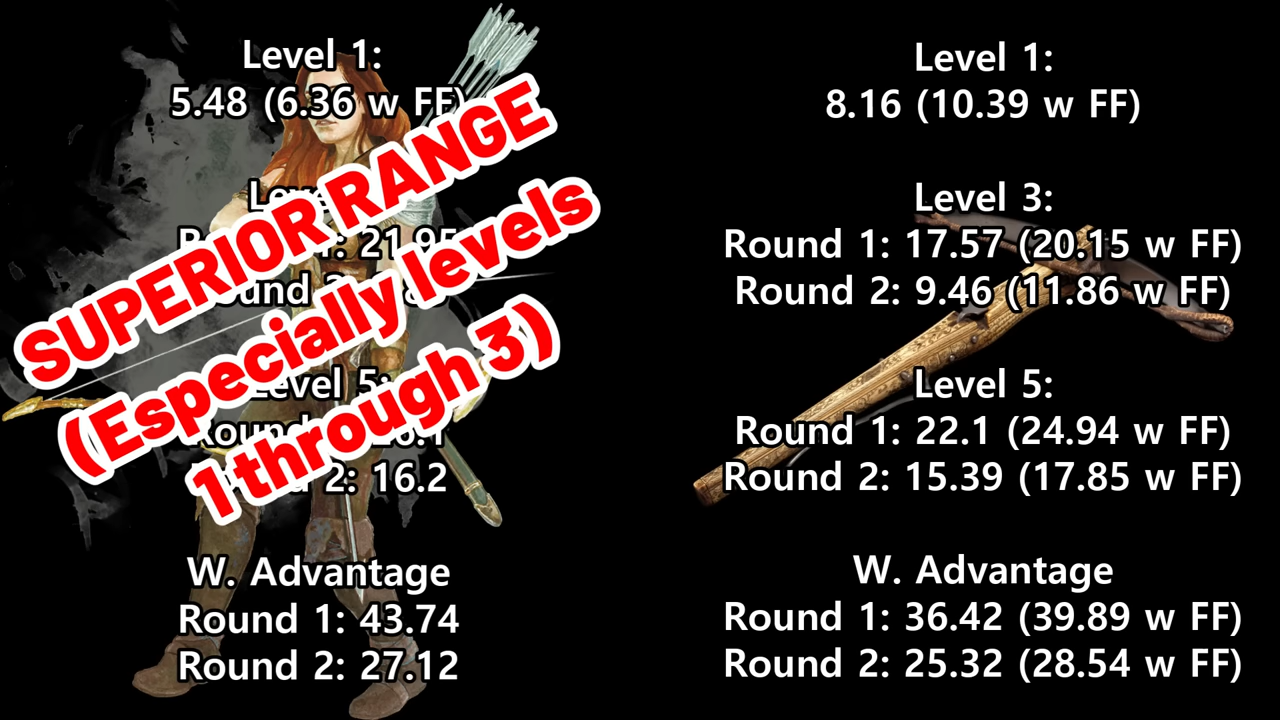 Level 1:
5.48 (6.36 w FF)
21.95
Level 5:
2: 16.2
W. Advantage
Round 1: 43.74
Round 2: 27.12
SUPERIOR RANGE
(Especially levels
1 through 3)
Level 1:
8.16 (10.39 w FF)
Level 3:
Round 1: 17.57 (20.15 w FF)
Round 2: 9.46 (11.86 w FF)
Level 5:
Round 1: 22.1 (24.94 w FF)
Round 2: 15.39 (17.85 w FF)
W. Advantage
Round 1: 36.42 (39.89 w FF)
Round 2: 25.32 (28.54 w FF)